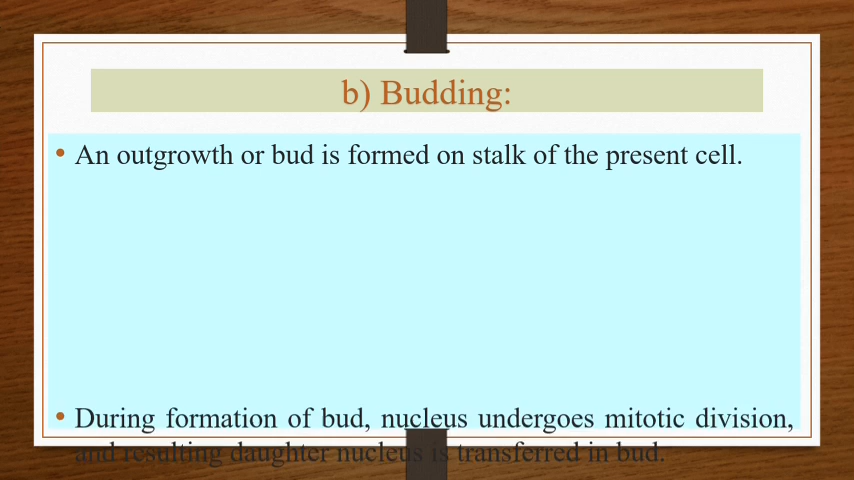 b) Budding:
• An outgrowth or bud is formed on stalk of the present cell.
• During formation of bud, nucleus undergoes mitotic division,
and resulting daughter nucleus is transferred in bud.